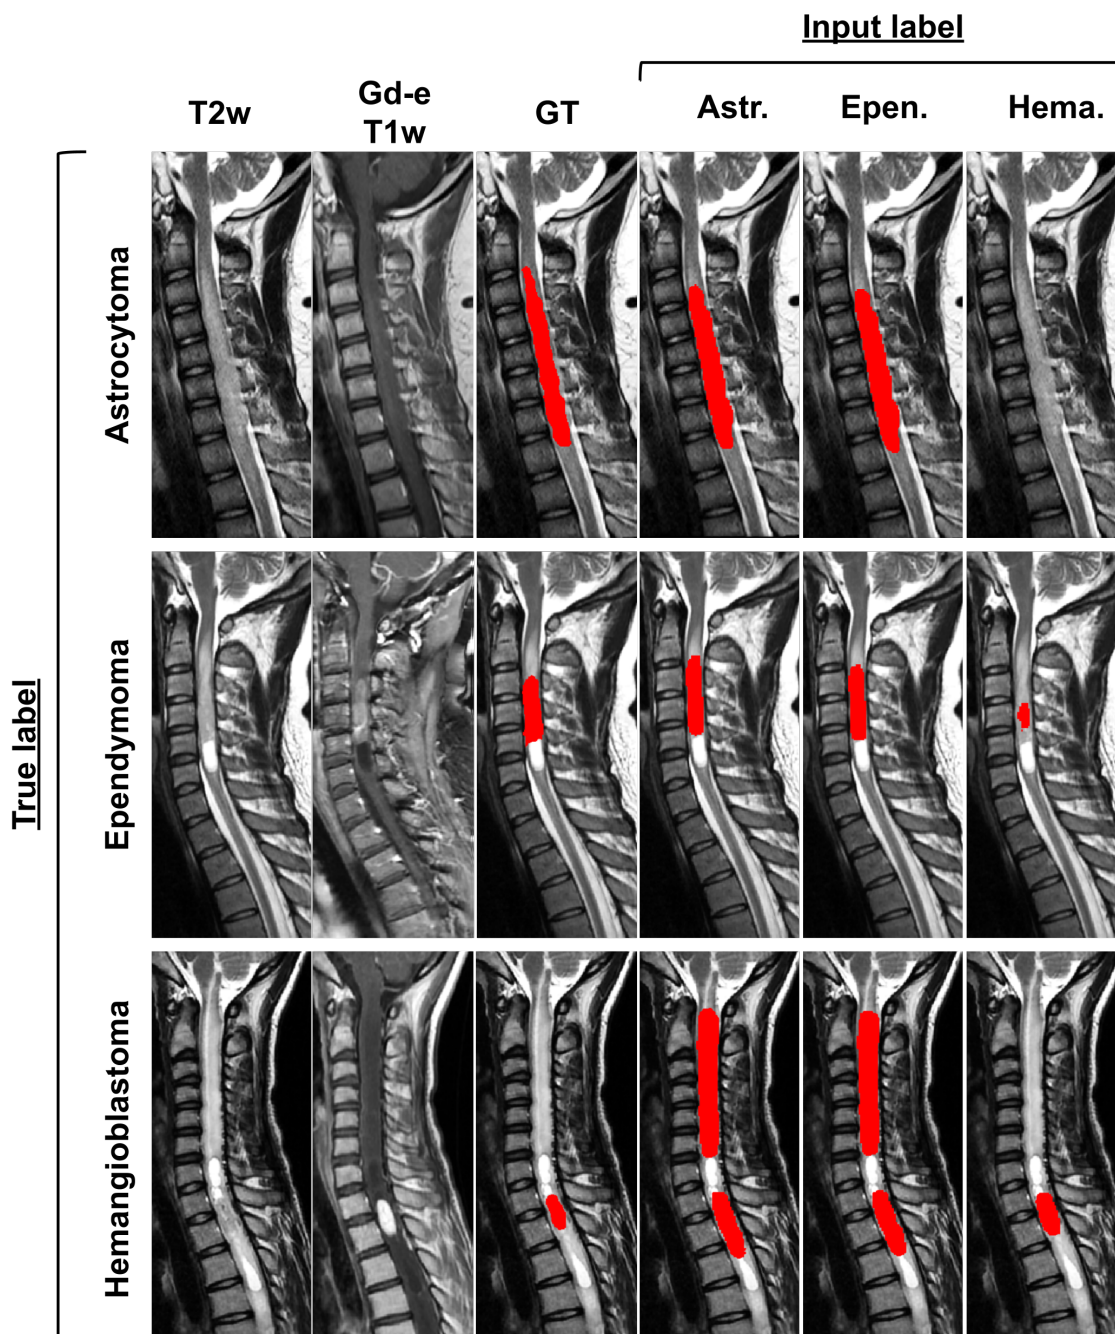 Input label
T2w
Gd-e
T1w
GT
Astr.
Epen.
Hema.
True label
Astrocytoma
Ependymoma
Hemangioblastoma